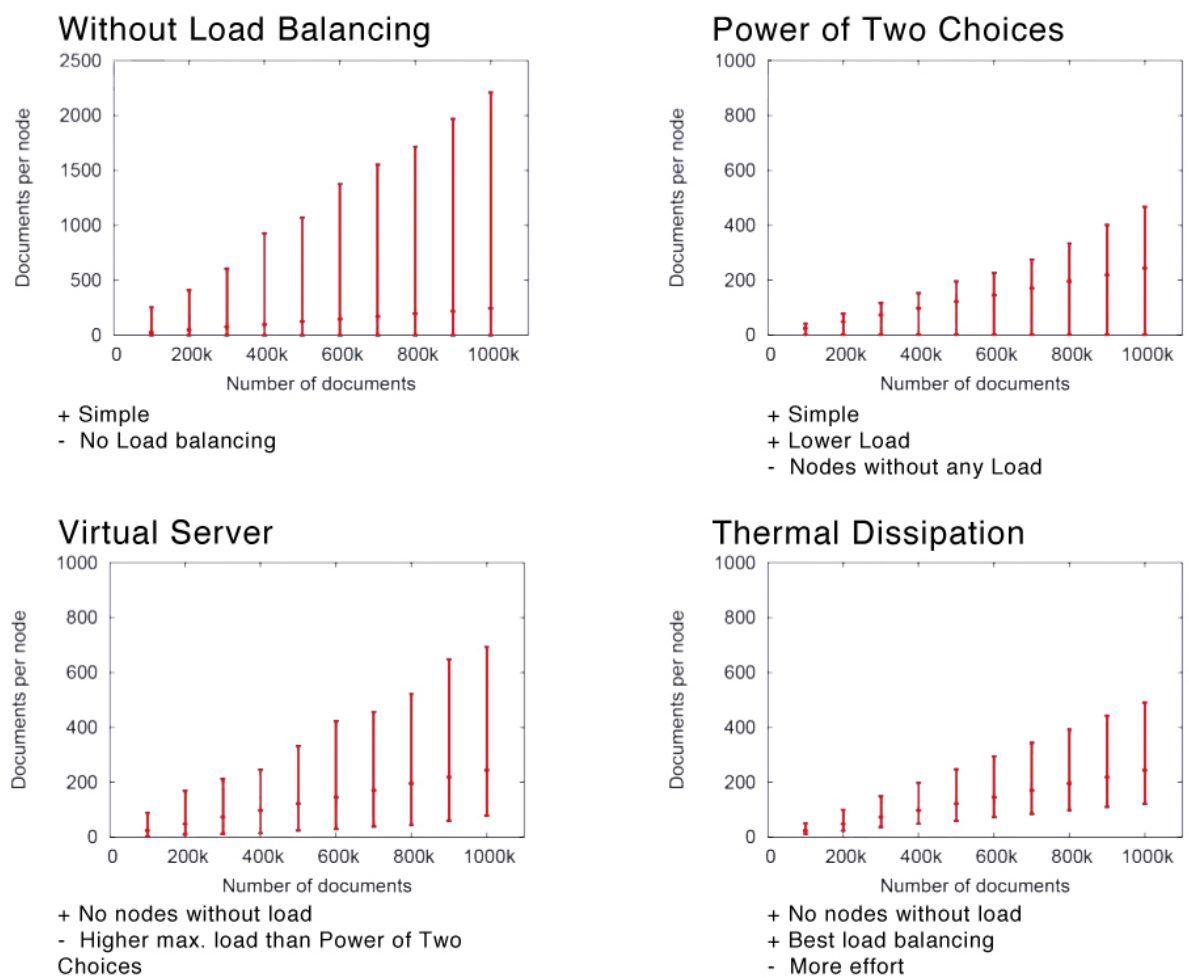 Without Load Balancing
2500
2000
1500
1000
500
0
Documents per node
0 200k 400k 600k 800k 1000k
Number of documents
+ Simple
- No Load balancing
Power of Two Choices
1000
800
600
400
200
0
Documents per node
0 200k 400k 600k 800k 1000k
Number of documents
+ Simple
+ Lower Load
- Nodes without any Load
Virtual Server
1000
800
600
400
200
0
Documents per node
0 200k 400k 600k 800k 1000k
Number of documents
+ No nodes without load
- Higher max. load than Power of Two
Choices
Thermal Dissipation
1000
800
600
400
200
0
Documents per node
0 200k 400k 600k 800k 1000k
Number of documents
+ No nodes without load
+ Best load balancing
- More effort